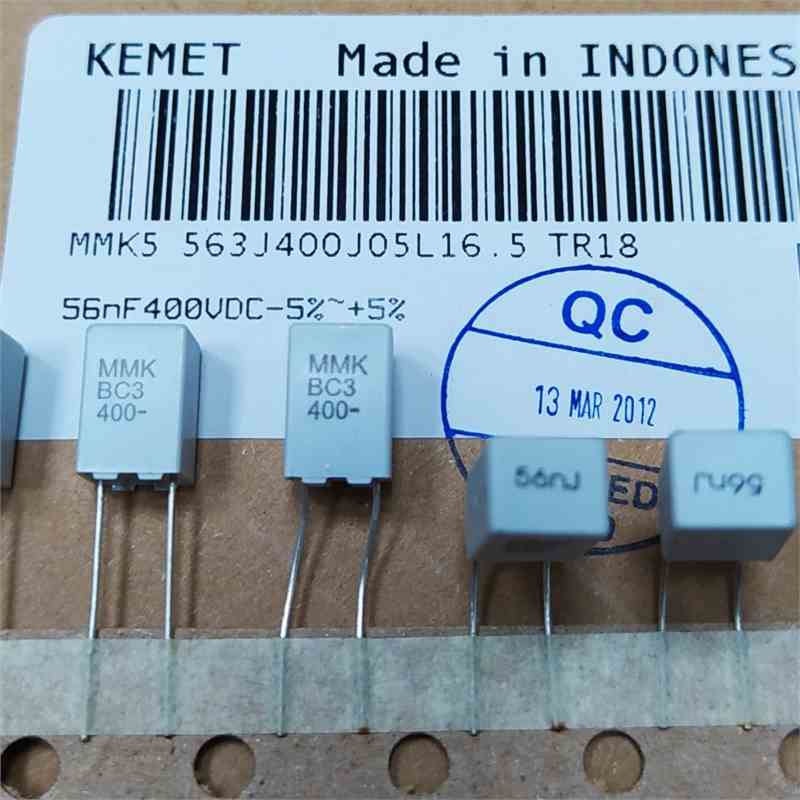 KEMET Made in INDONES
MMK5 563J400J05L16.5 TR18
56nF400VDC-5%~+5%
QC
13 MAR 2012
ED
MMK
BC3
400-
MMK
BC3
400-
56nJ
56nJ